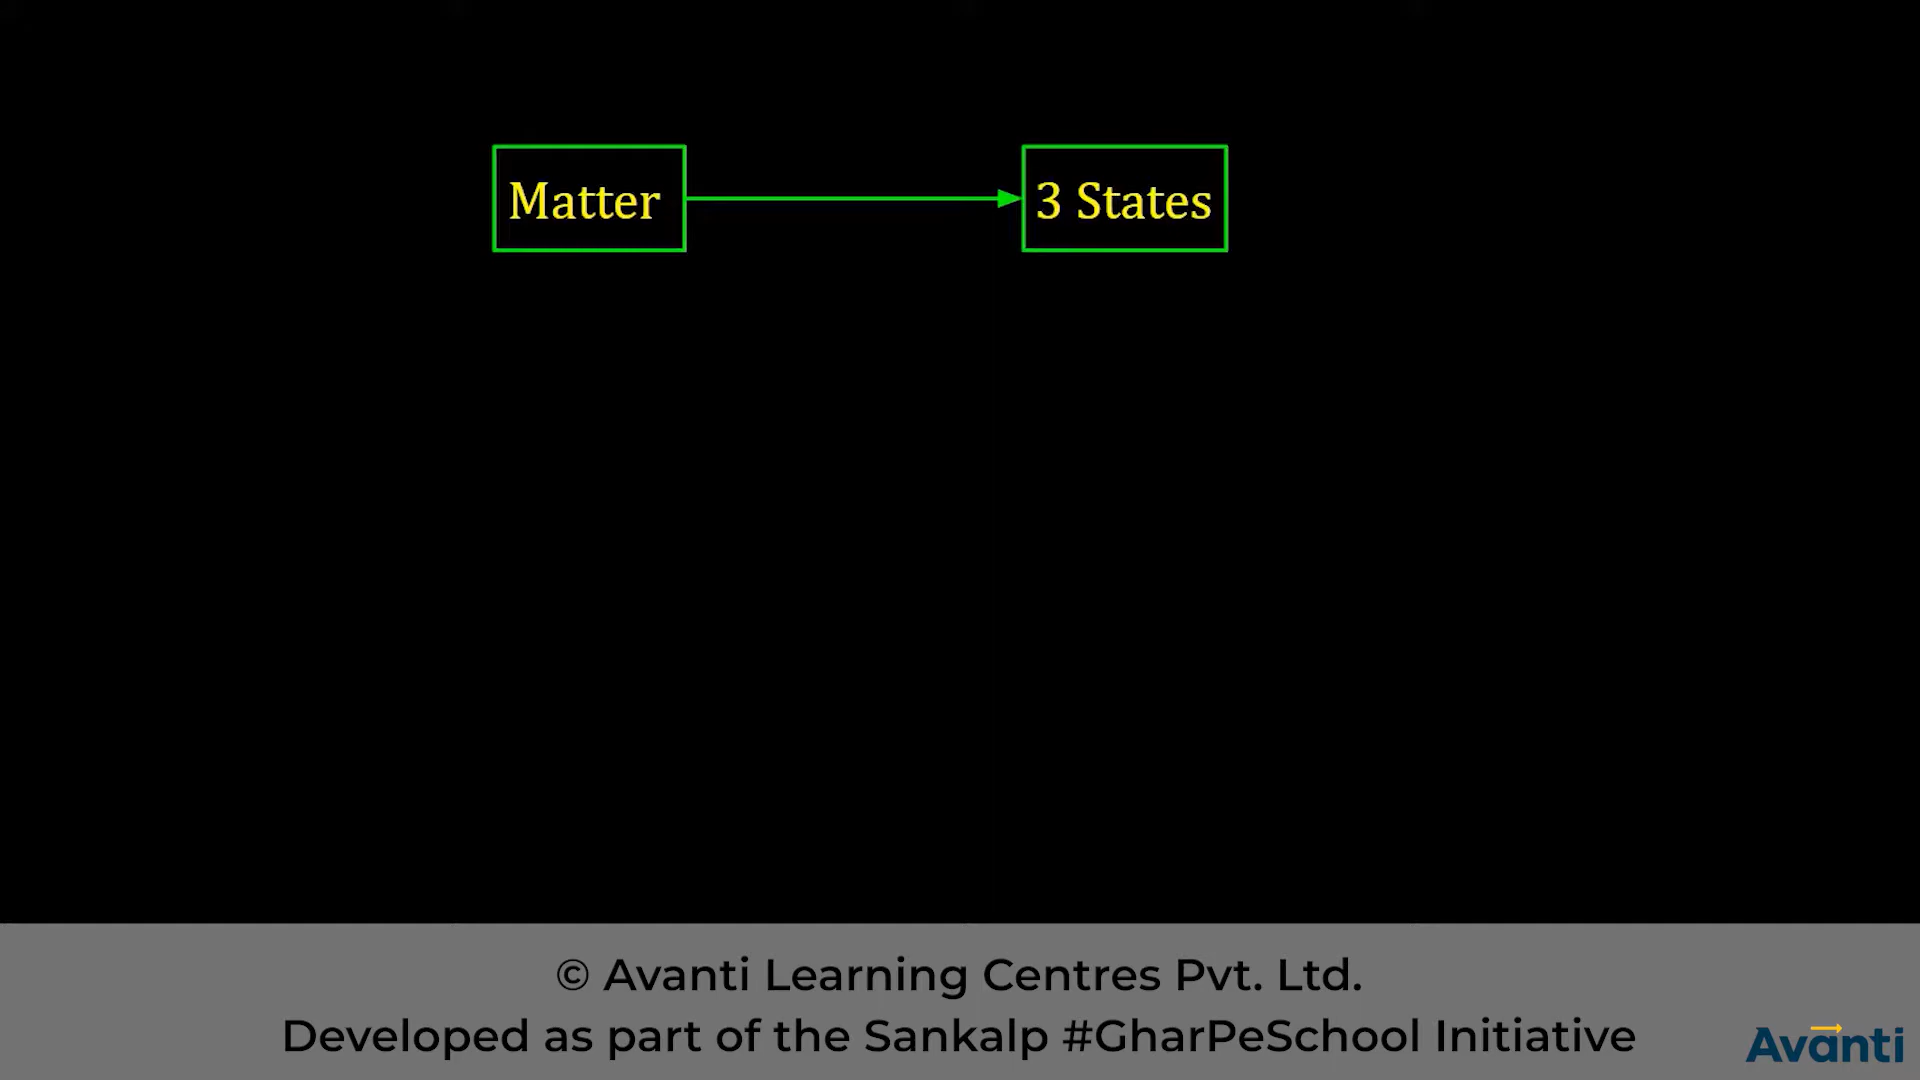 Matter
3 States
© Avanti Learning Centres Pvt. Ltd.
Developed as part of the Sankalp #GharPeSchool Initiative
Avanti